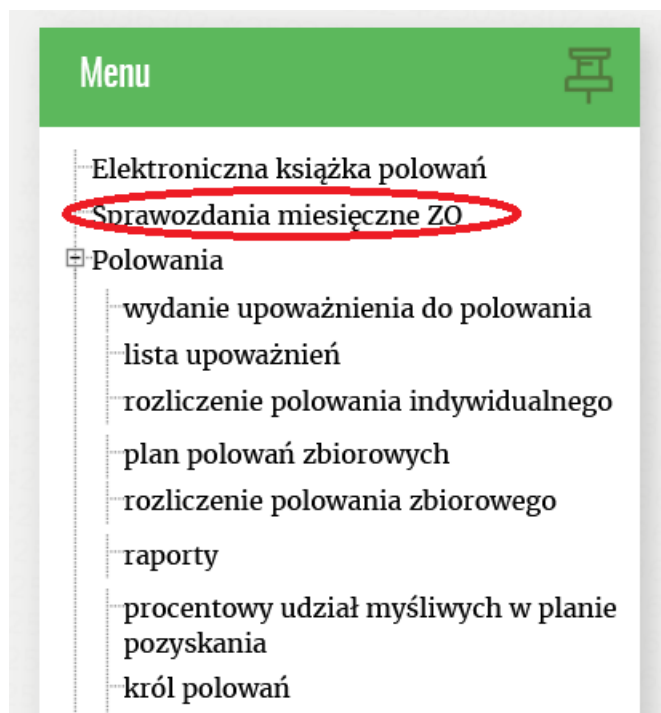 Menu
Elektroniczna książka polowań
Sprawozdania miesięczne ZO
Polowania
wydanie upoważnienia do polowania
lista upoważnień
rozliczenie polowania indywidualnego
plan polowań zbiorowych
rozliczenie polowania zbiorowego
raporty
procentowy udział myśliwych w planie
pozyskania
król polowań